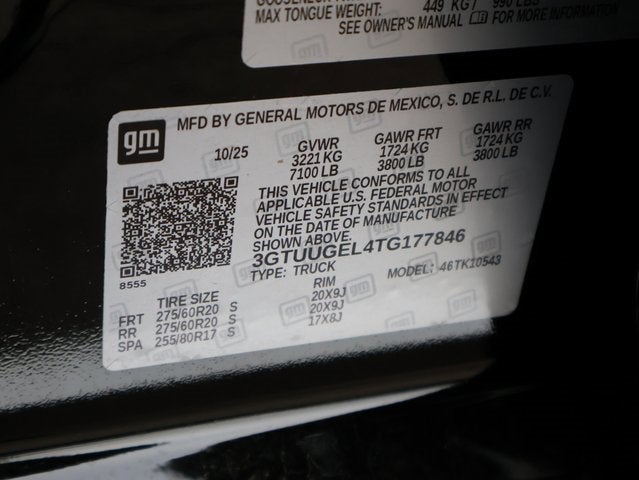 MAX TONGUE WEIGHT: 449 KG / 990 LBS
SEE OWNER'S MANUAL FOR MORE INFORMATION
gm
MFD BY GENERAL MOTORS DE MEXICO, S. DE R.L. DE C.V.
10/25 GVWR GAWR FRT GAWR RR
3221 KG 1724 KG 1724 KG
7100 LB 3800 LB 3800 LB
THIS VEHICLE CONFORMS TO ALL
APPLICABLE U.S. FEDERAL MOTOR
VEHICLE SAFETY STANDARDS IN EFFECT
ON THE DATE OF MANUFACTURE
SHOWN ABOVE.
3GTUUGEL4TG177846
8555 TYPE: TRUCK MODEL: 46TK10543
TIRE SIZE RIM
FRT 275/60R20 S 20X9J
RR 275/60R20 S 20X9J
SPA 255/80R17 S 17X8J